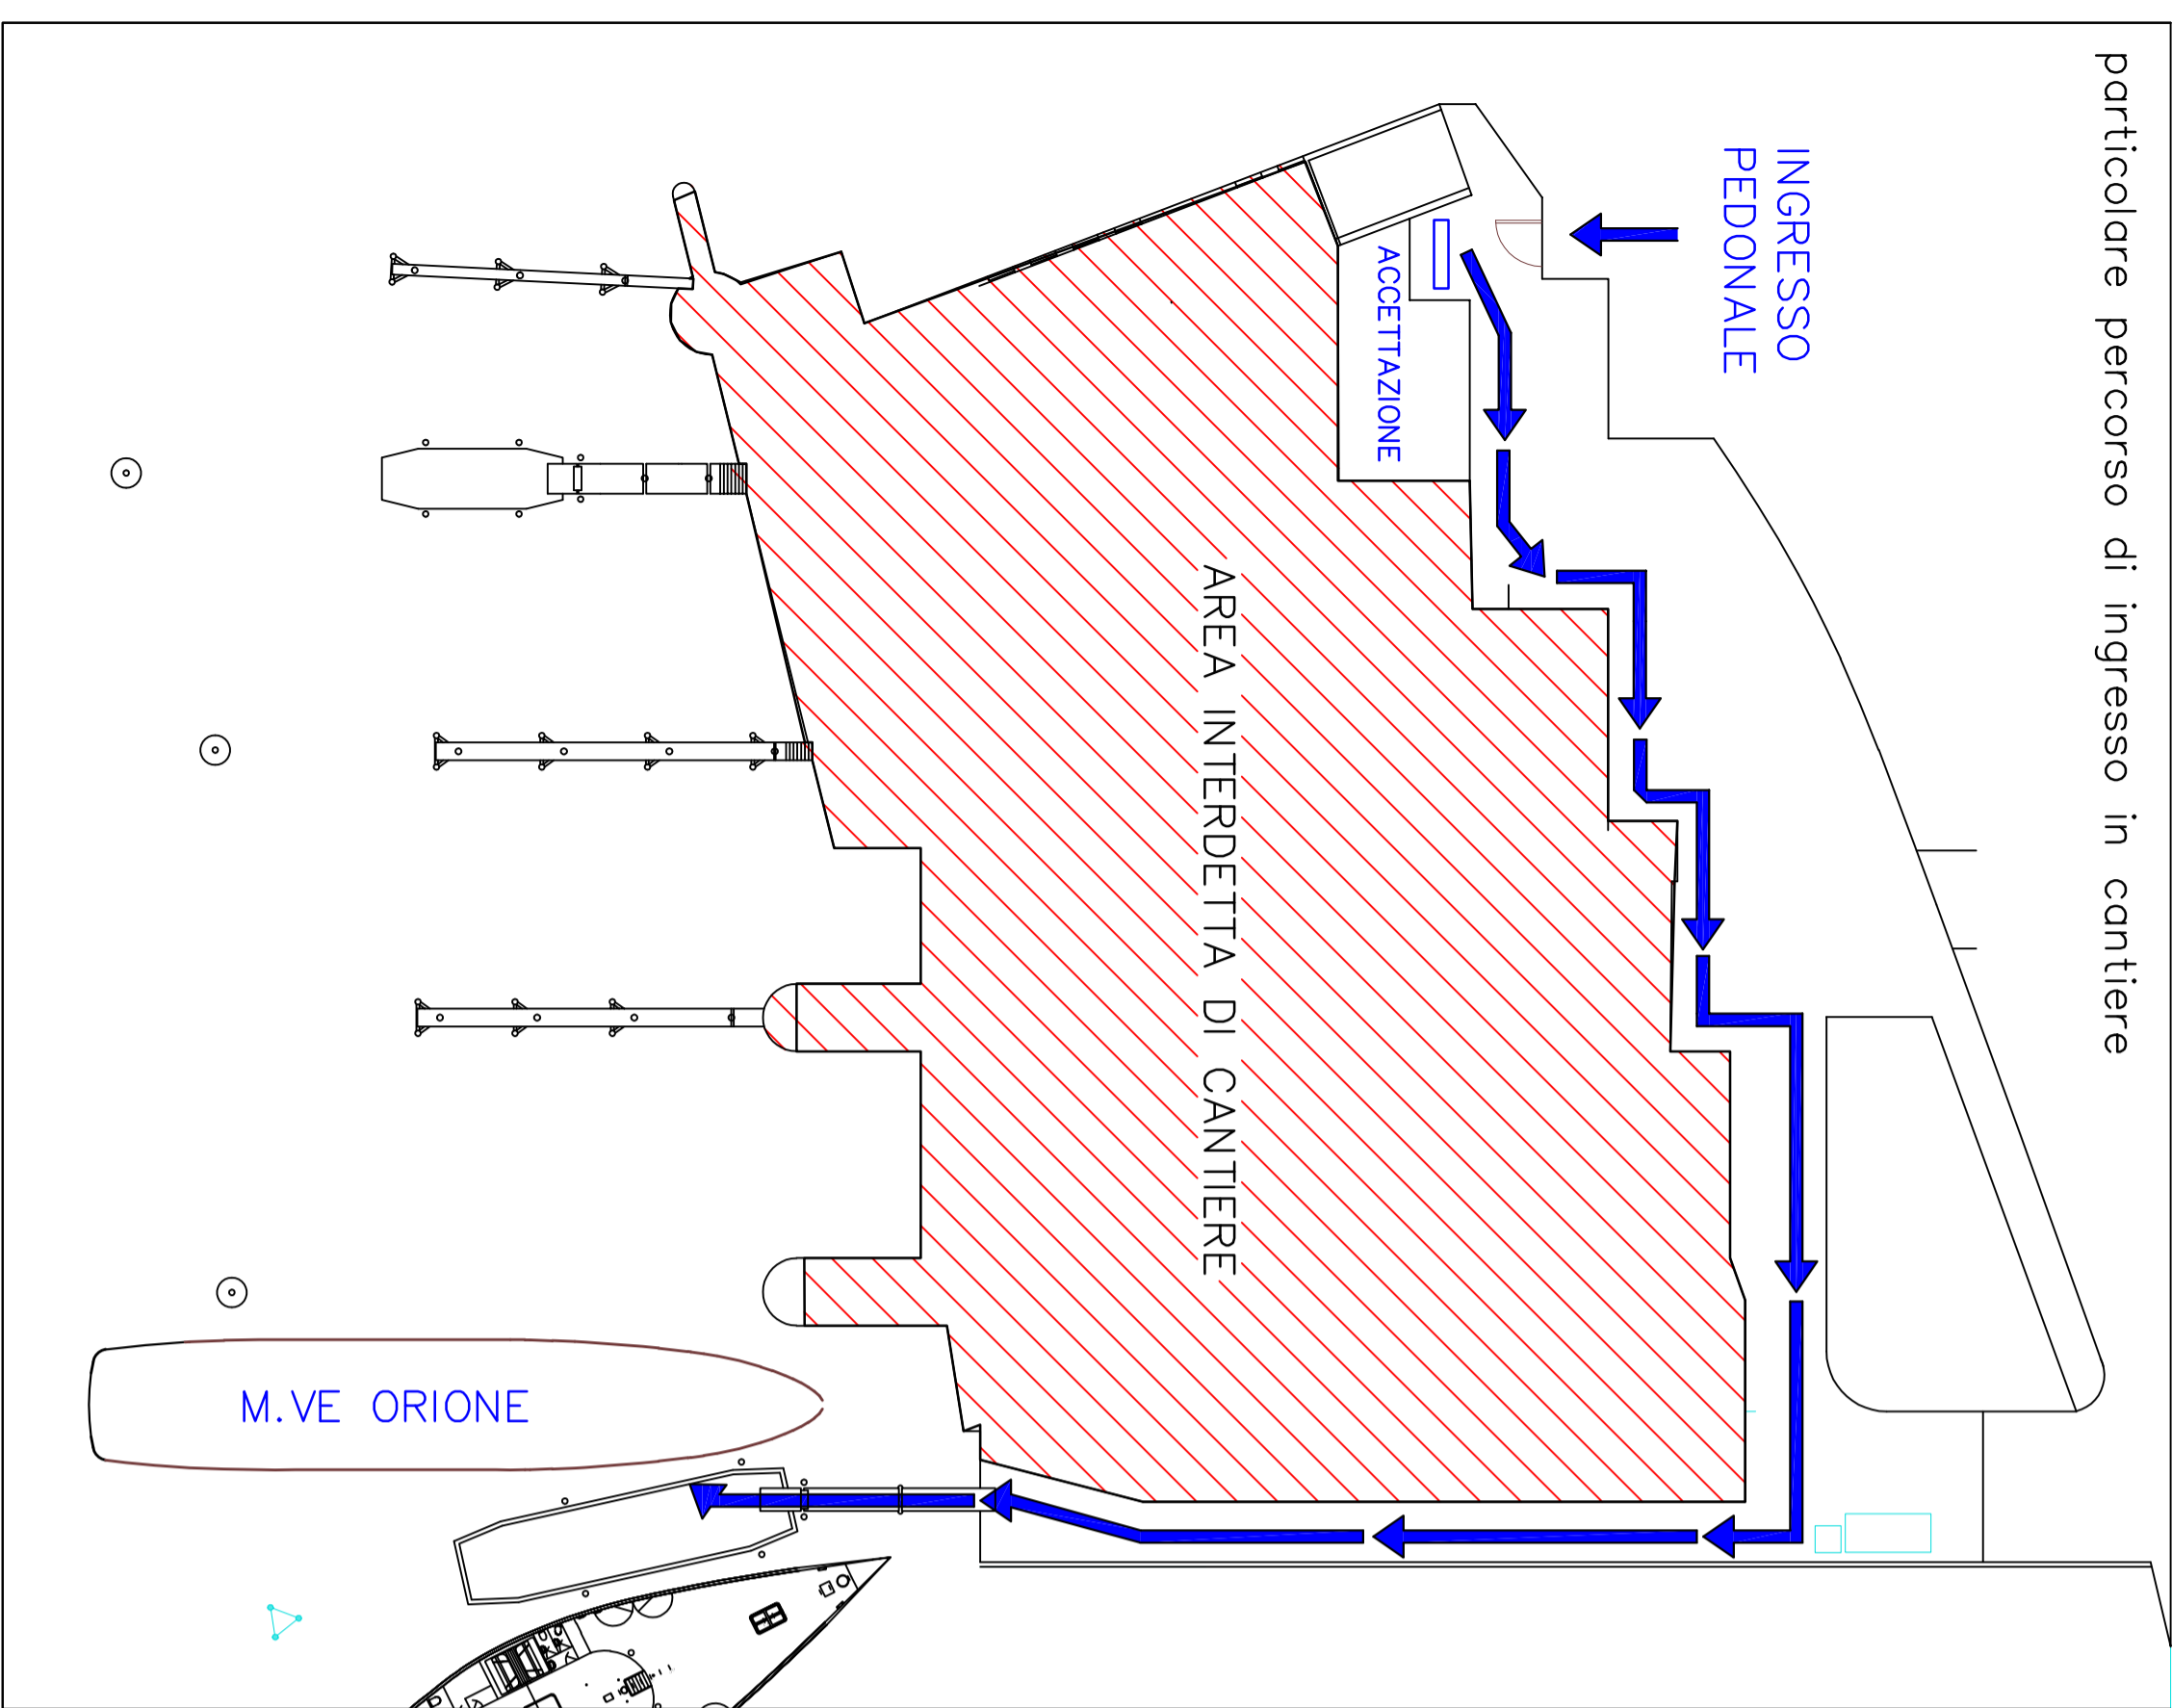 particolare percorso di ingresso in cantiere
INGRESSO
PEDONALE
ACCETTAZIONE
AREA INTERDETTA DI CANTIERE
M.VE ORIONE